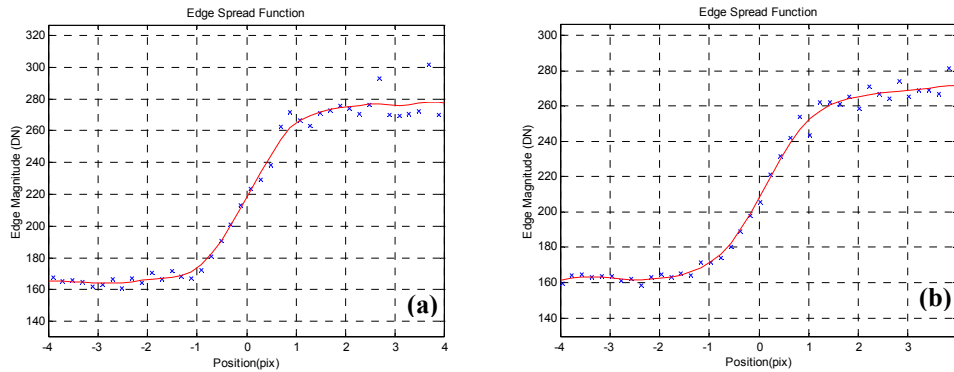 Edge Spread Function
320
300
280
260
240
220
200
180
160
140
Edge Magnitude (DN)
-4 -3 -2 -1 0 1 2 3 4
Position(pix)
(a)
Edge Spread Function
300
280
260
240
220
200
180
160
140
Edge Magnitude (DN)
-4 -3 -2 -1 0 1 2 3
Position(pix)
(b)